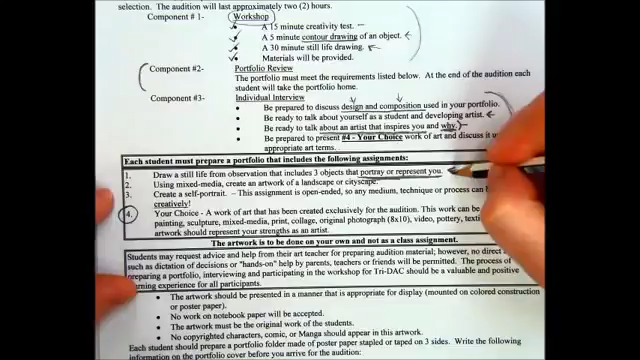 selection. The audition will last approximately two (2) hours.
Component # 1- Workshop
A 15 minute creativity test.
A 5 minute contour drawing of an object.
A 30 minute still life drawing.
Materials will be provided.
Component #2- Portfolio Review
The portfolio must meet the requirements listed below. At the end of the audition each
student will take the portfolio home.
Component #3- Individual Interview
Be prepared to discuss design and composition used in your portfolio.
Be ready to talk about yourself as a student and developing artist.
Be ready to talk about an artist that inspires you and why.
Be prepared to present #4 - Your Choice work of art and discuss it u
appropriate art terms.
Each student must prepare a portfolio that includes the following assignments:
1. Draw a still life from observation that includes 3 objects that portray or represent you.
2. Using mixed-media, create an artwork of a landscape or cityscape.
3. Create a self-portrait. - This assignment is open-ended, so any medium, technique or process can b
creatively!
4. Your Choice - A work of art that has been created exclusively for the audition. This work can be
painting, sculpture, mixed-media, print, collage, original photograph (8x10), video, pottery, texti
artwork should represent your strengths as an artist.
The artwork is to be done on your own and not as a class assignment.
Students may request advice and help from their art teacher for preparing audition material; however, no direct
such as dictation of decisions or "hands-on" help by parents, teachers or friends will be permitted. The process of
preparing a portfolio, interviewing and participating in the workshop for Tri-DAC should be a valuable and positive
rning experience for all participants.
The artwork should be presented in a manner that is appropriate for display (mounted on colored construction
or poster paper).
No work on notebook paper will be accepted.
The artwork must be the original work of the students.
No copyrighted characters, comic, or Manga should appear in this artwork.
Each student should prepare a portfolio folder made of poster paper stapled or taped on 3 sides. Write the following
information on the portfolio cover before you arrive for the audition: